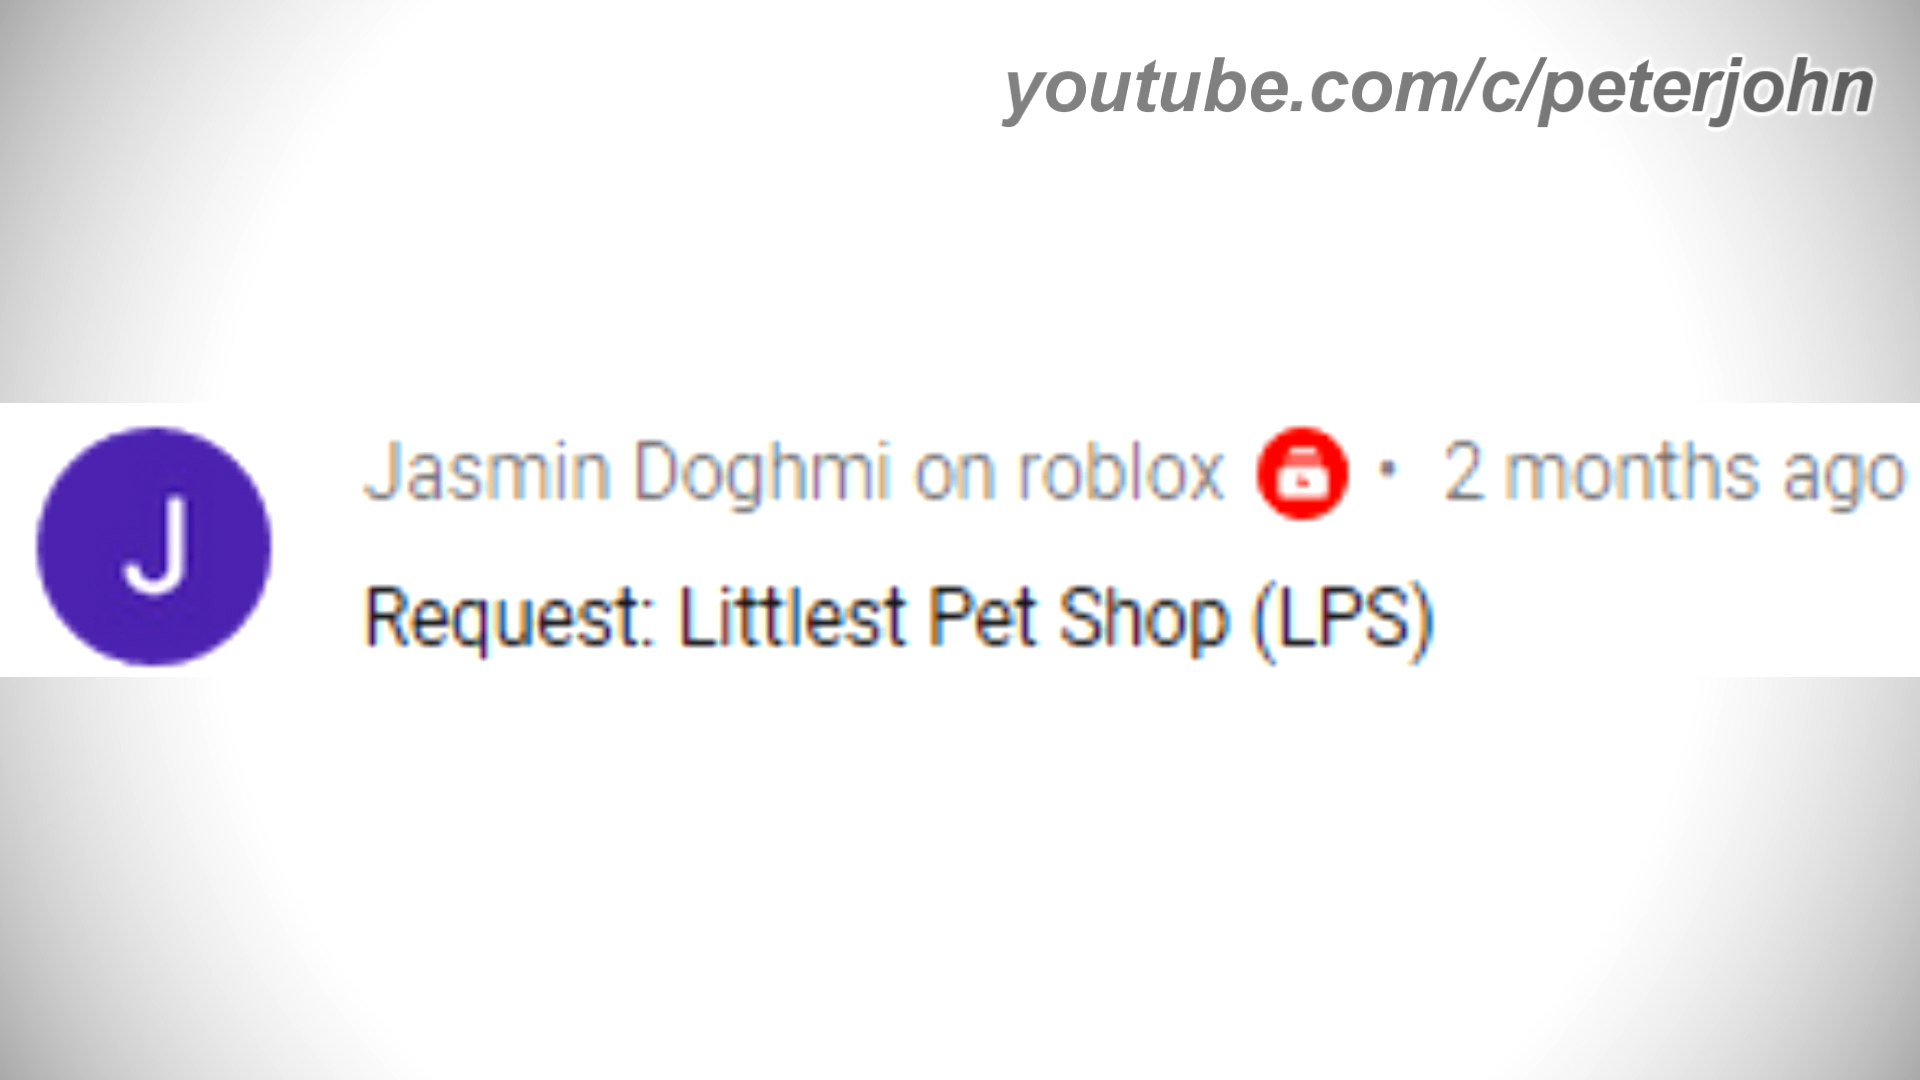 youtube.com/c/peterjohn
J
Jasmin Doghmi on roblox • 2 months ago
Request: Littlest Pet Shop (LPS)